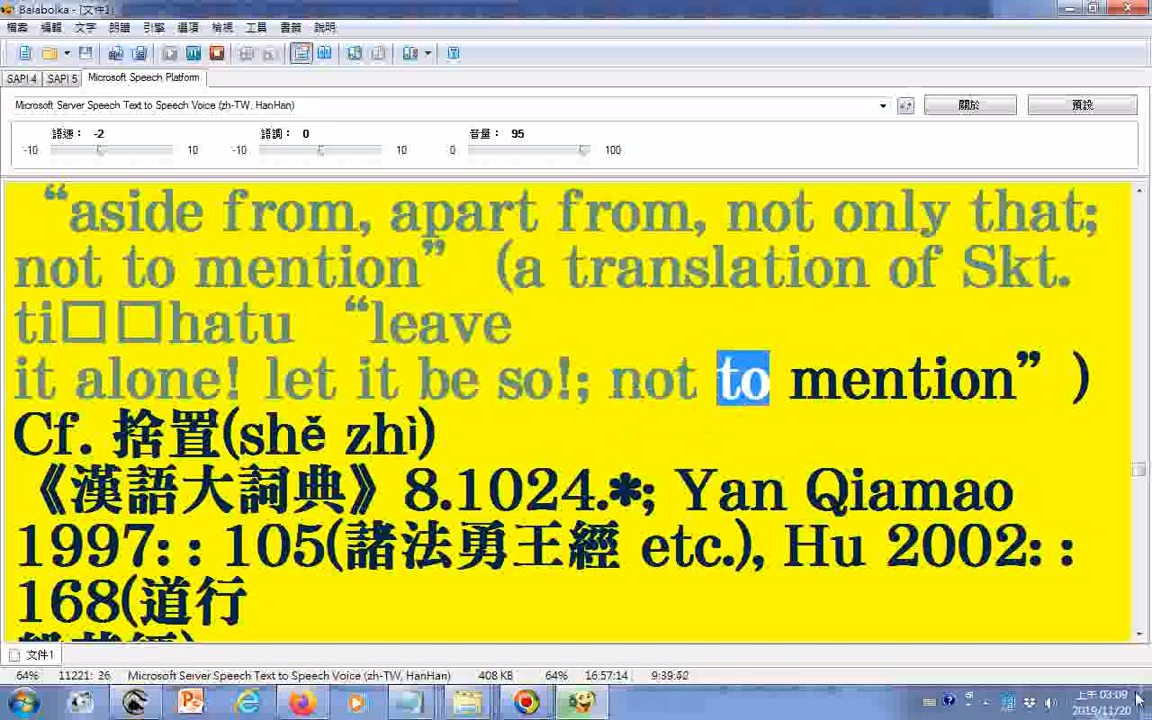 Balabolka - [文件1]
檔案 編輯 文字 朗讀 引擎 選項 檢視 工具 書籤 說明
SAPI 4 SAPI 5 Microsoft Speech Platform
Microsoft Server Speech Text to Speech Voice (zh-TW, HanHan) 關於 預設
語速： -2 語調： 0 音量： 95
-10 10 -10 10 0 100
“aside from, apart from, not only that;
not to mention” (a translation of Skt.
ti□□hatu “leave
it alone! let it be so!; not to mention” )
Cf. 捨置(shě zhì)
《漢語大詞典》8.1024.*; Yan Qiamao
1997: : 105(諸法勇王經 etc.), Hu 2002: :
168(道行
文件1
64% 11221: 26 Microsoft Server Speech Text to Speech Voice (zh-TW, HanHan) 408 KB 64% 16:57:14 9:39:52
上午 03:09
2019/11/20